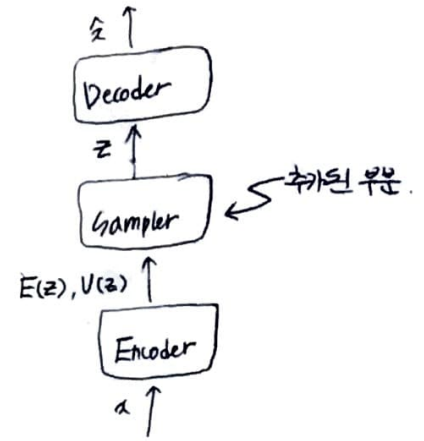 x̂
Decoder
z
Sampler
추가된 부분.
E(z), V(z)
Encoder
x